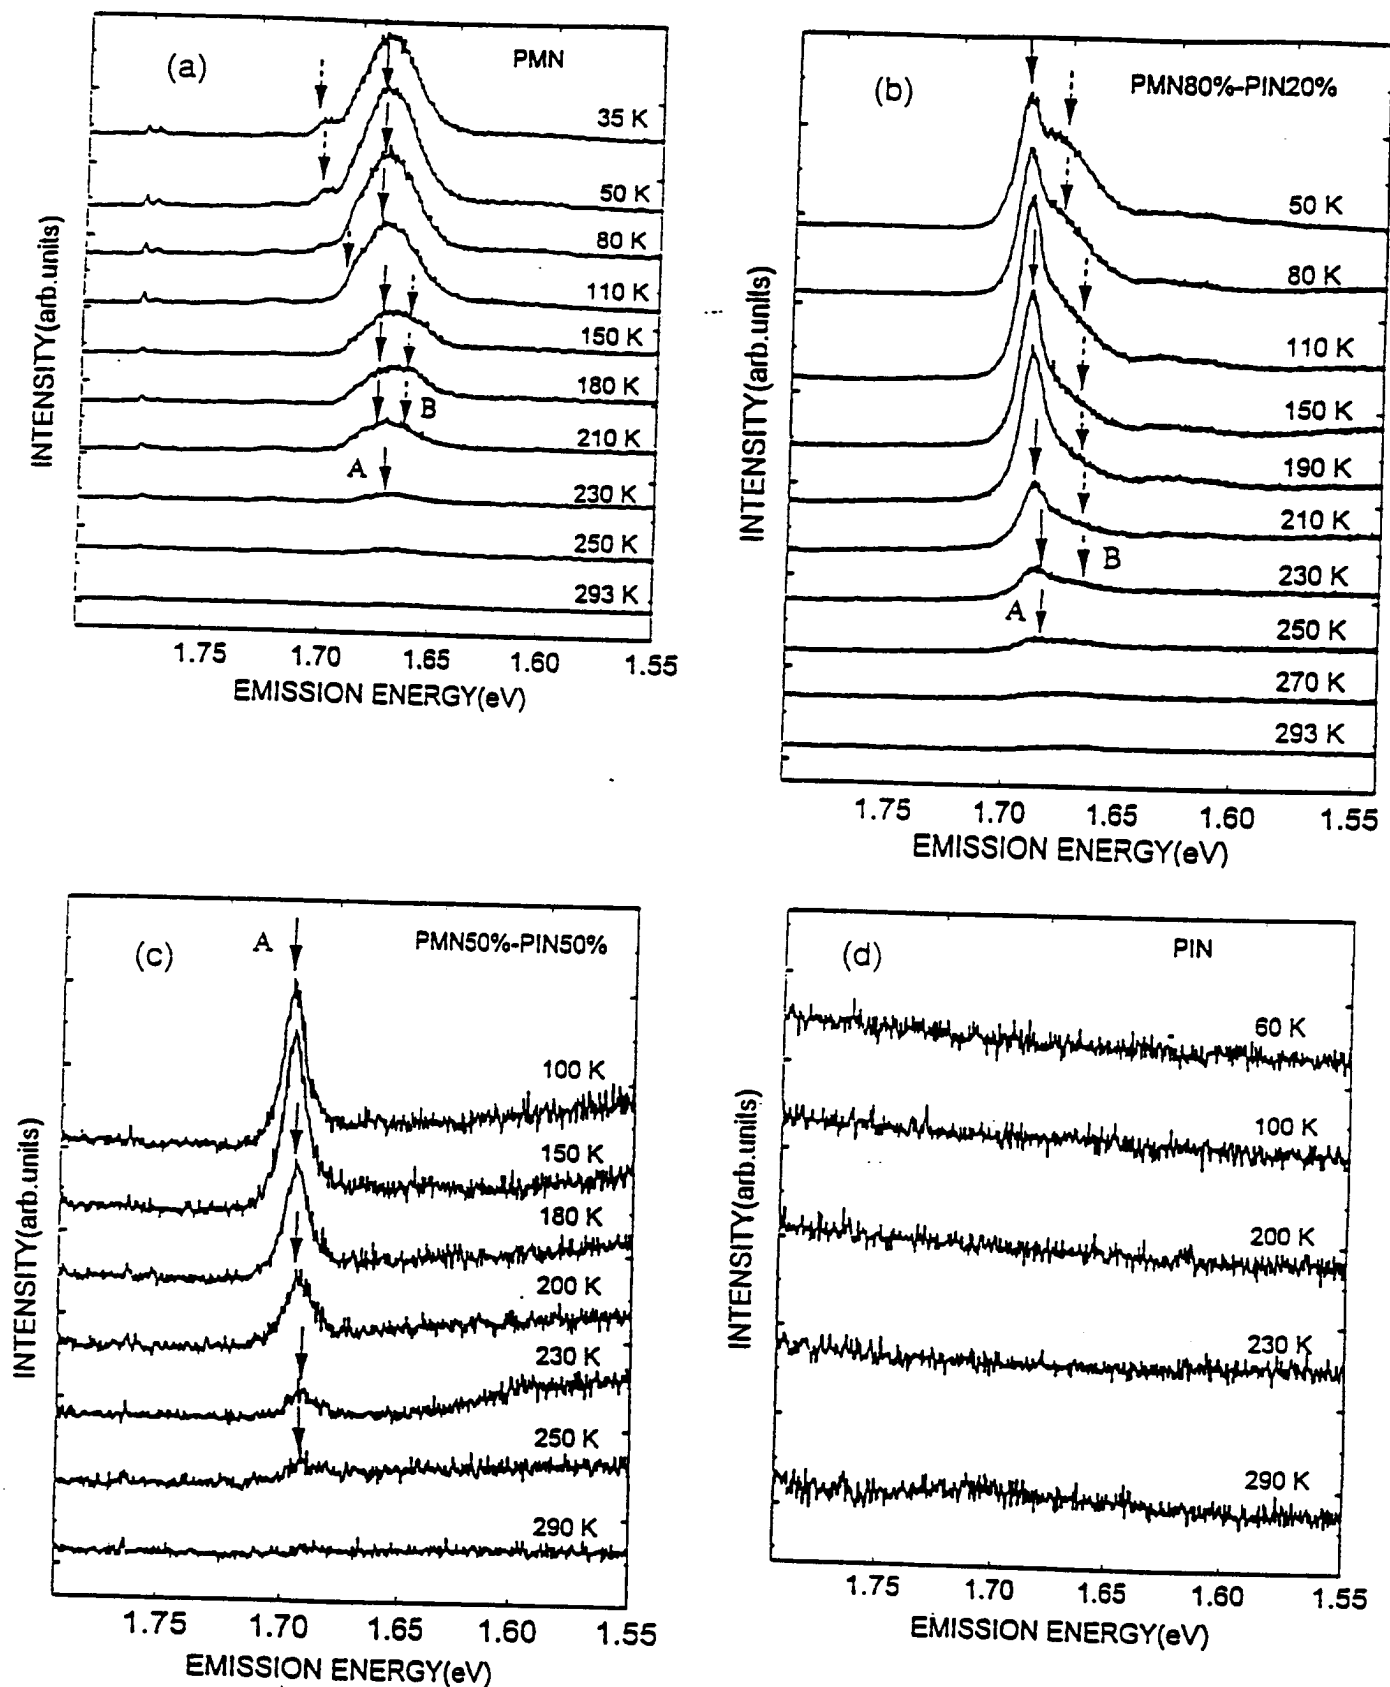 (a)
PMN
35 K
50 K
80 K
110 K
150 K
180 K
B
210 K
A
230 K
250 K
293 K
1.75 1.70 1.65 1.60 1.55
EMISSION ENERGY(eV)
INTENSITY(arb.units)
(b)
PMN80%-PIN20%
50 K
80 K
110 K
150 K
190 K
210 K
B
230 K
A
250 K
270 K
293 K
1.75 1.70 1.65 1.60 1.55
EMISSION ENERGY(eV)
INTENSITY(arb.units)
(c)
A
PMN50%-PIN50%
100 K
150 K
180 K
200 K
230 K
250 K
290 K
1.75 1.70 1.65 1.60 1.55
EMISSION ENERGY(eV)
INTENSITY(arb.units)
(d)
PIN
60 K
100 K
200 K
230 K
290 K
1.75 1.70 1.65 1.60 1.55
EMISSION ENERGY(eV)
INTENSITY(arb.units)